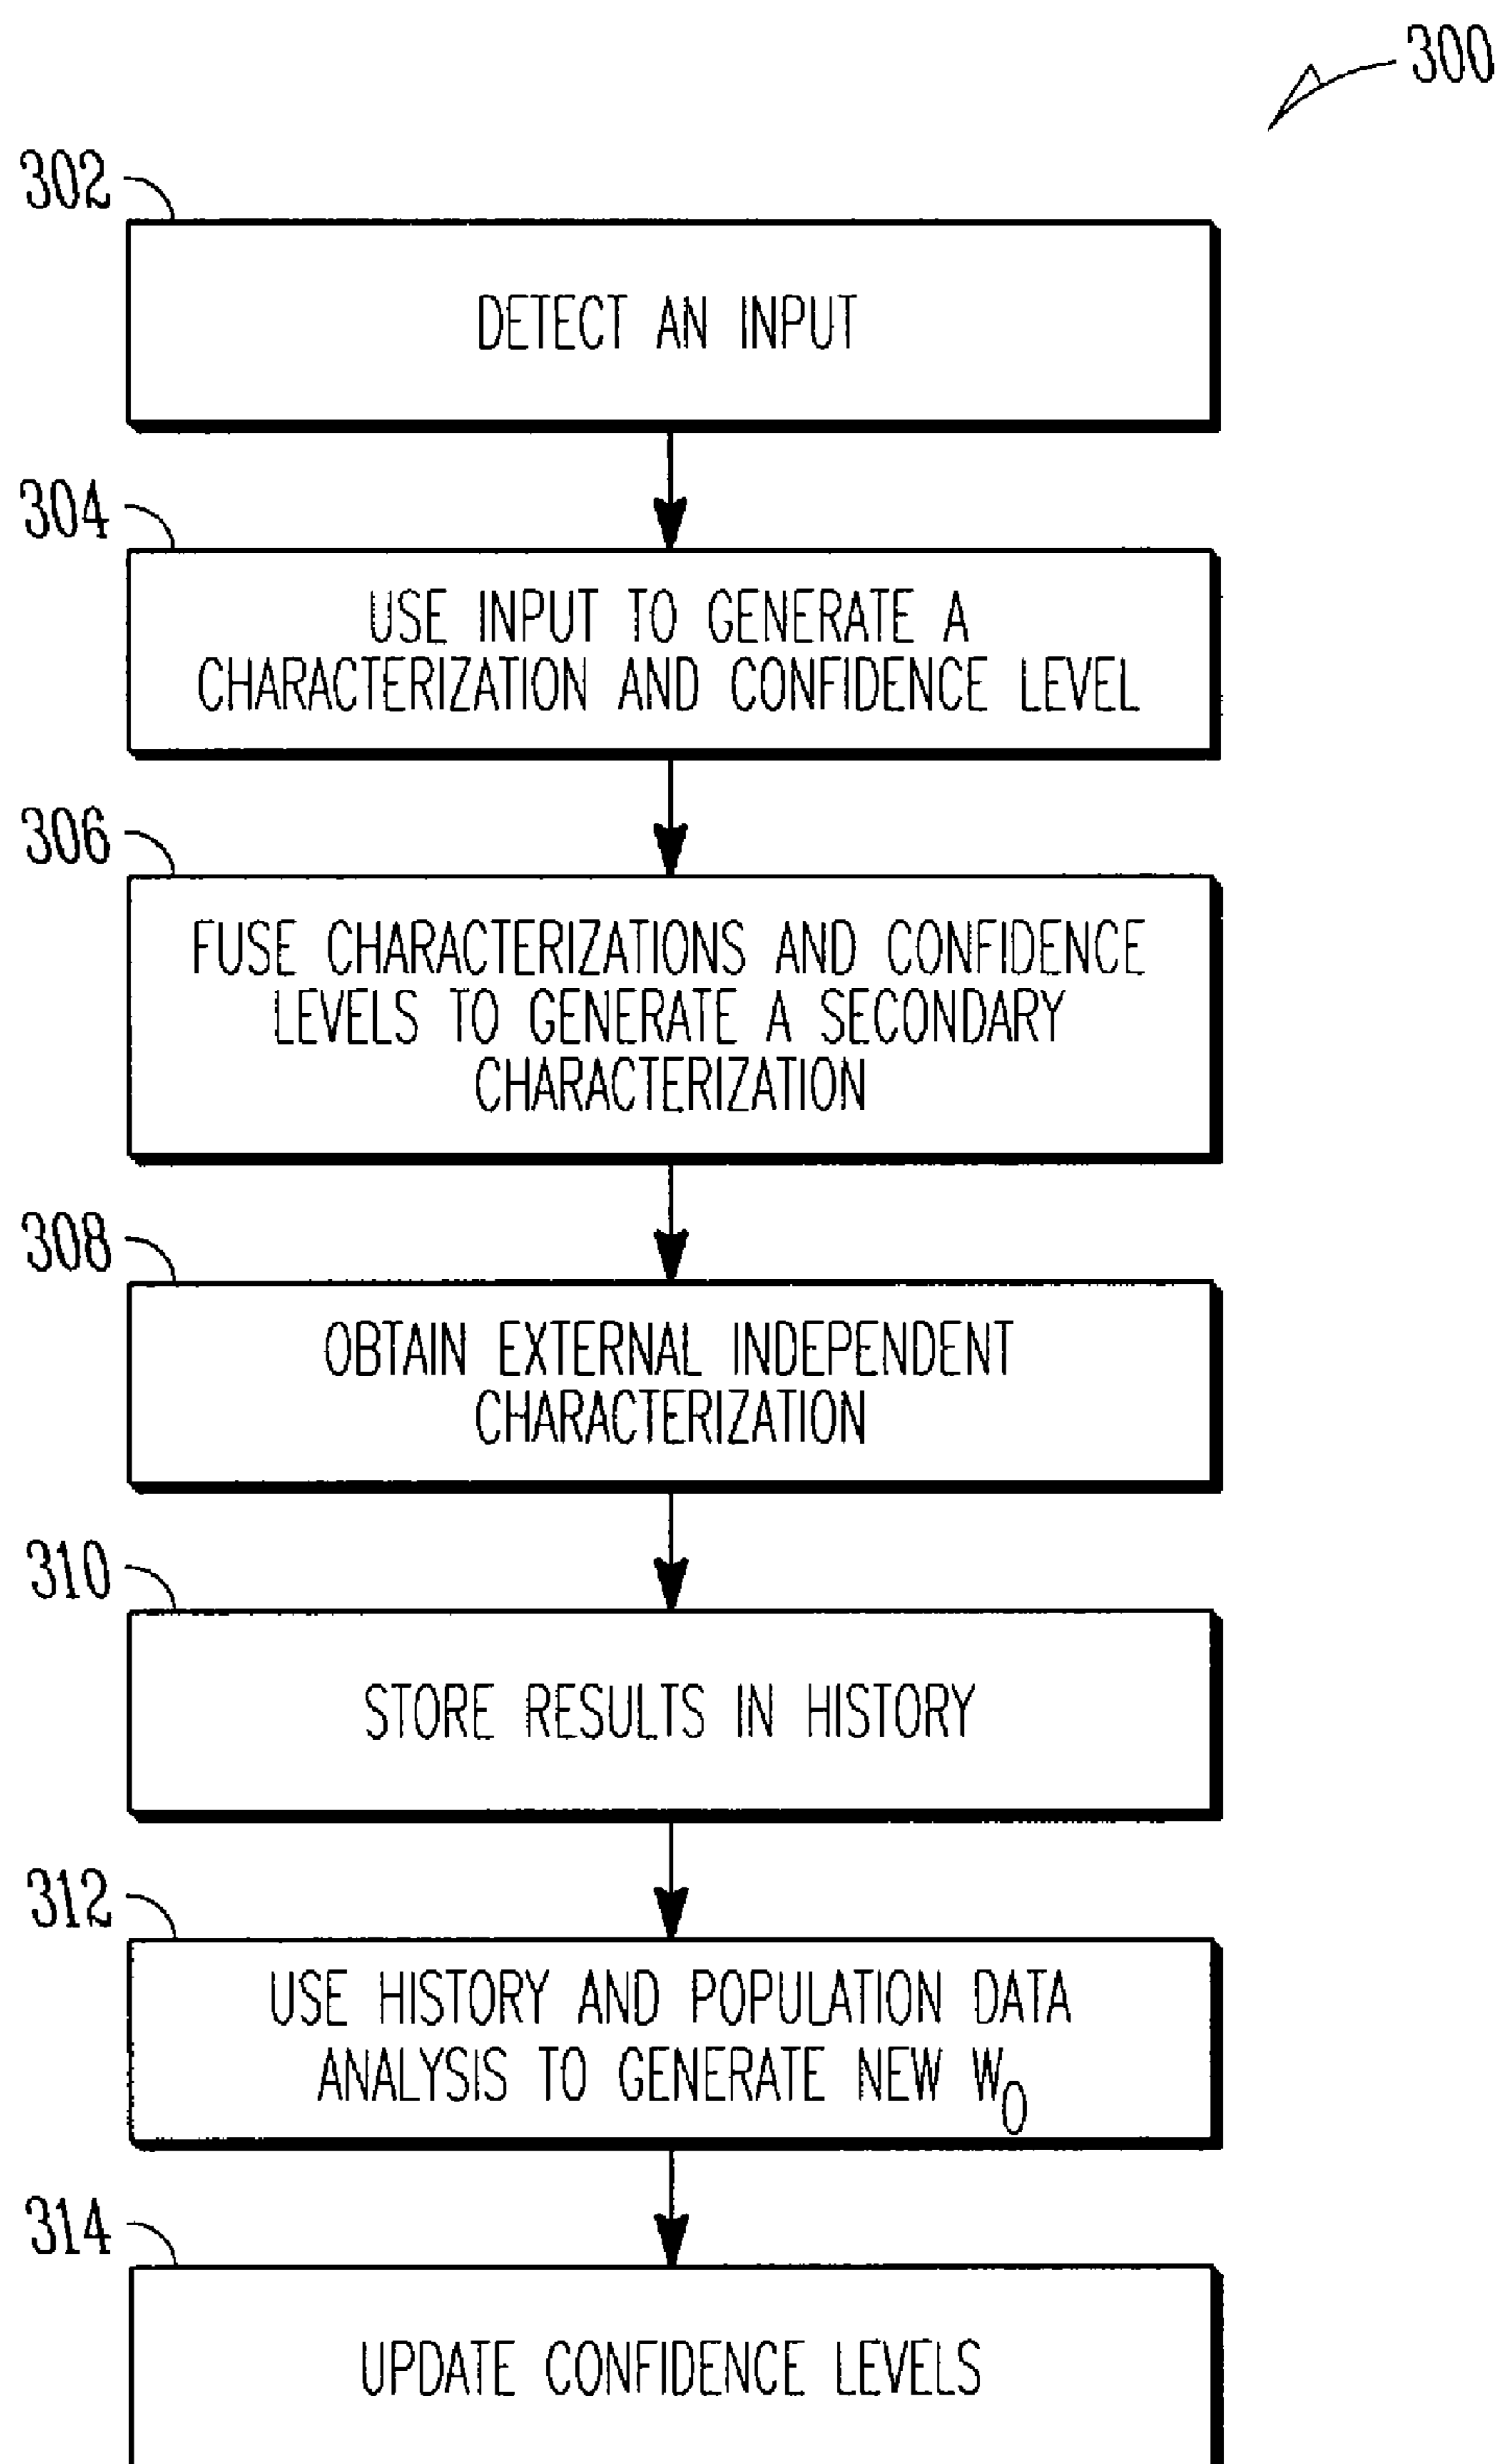 300
302
DETECT AN INPUT
304
USE INPUT TO GENERATE A
CHARACTERIZATION AND CONFIDENCE LEVEL
306
FUSE CHARACTERIZATIONS AND CONFIDENCE
LEVELS TO GENERATE A SECONDARY
CHARACTERIZATION
308
OBTAIN EXTERNAL INDEPENDENT
CHARACTERIZATION
310
STORE RESULTS IN HISTORY
312
USE HISTORY AND POPULATION DATA
ANALYSIS TO GENERATE NEW W0
314
UPDATE CONFIDENCE LEVELS